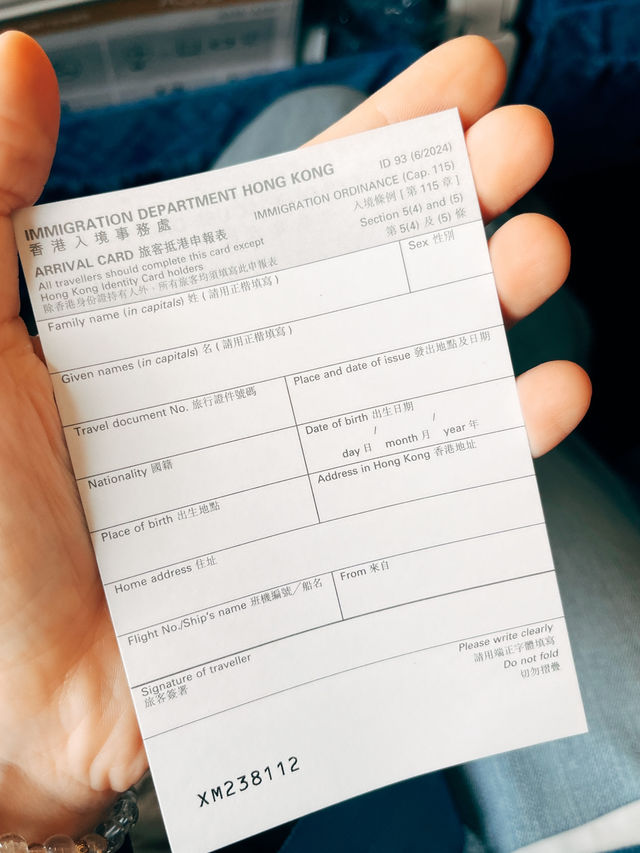 IMMIGRATION DEPARTMENT HONG KONG
香港入境事務處
ARRIVAL CARD 旅客抵港申報表
All travellers should complete this card except
Hong Kong Identity Card holders
除香港身份證持有人外，所有旅客均須填寫此申報表
ID 93 (6/2024)
IMMIGRATION ORDINANCE (Cap. 115)
入境條例 [ 第 115 章 ]
Section 5(4) and (5)
第 5(4) 及 (5) 條
Family name (in capitals) 姓 ( 請用正楷填寫 )
Sex 性別
Given names (in capitals) 名 ( 請用正楷填寫 )
Travel document No. 旅行證件號碼
Place and date of issue 發出地點及日期
Nationality 國籍
Date of birth 出生日期
/ /
day 日 month 月 year 年
Place of birth 出生地點
Address in Hong Kong 香港地址
Home address 住址
Flight No./Ship's name 班機編號／船名
From 來自
Signature of traveller
旅客簽署
Please write clearly
請用端正字體填寫
Do not fold
切勿摺疊
XM238112